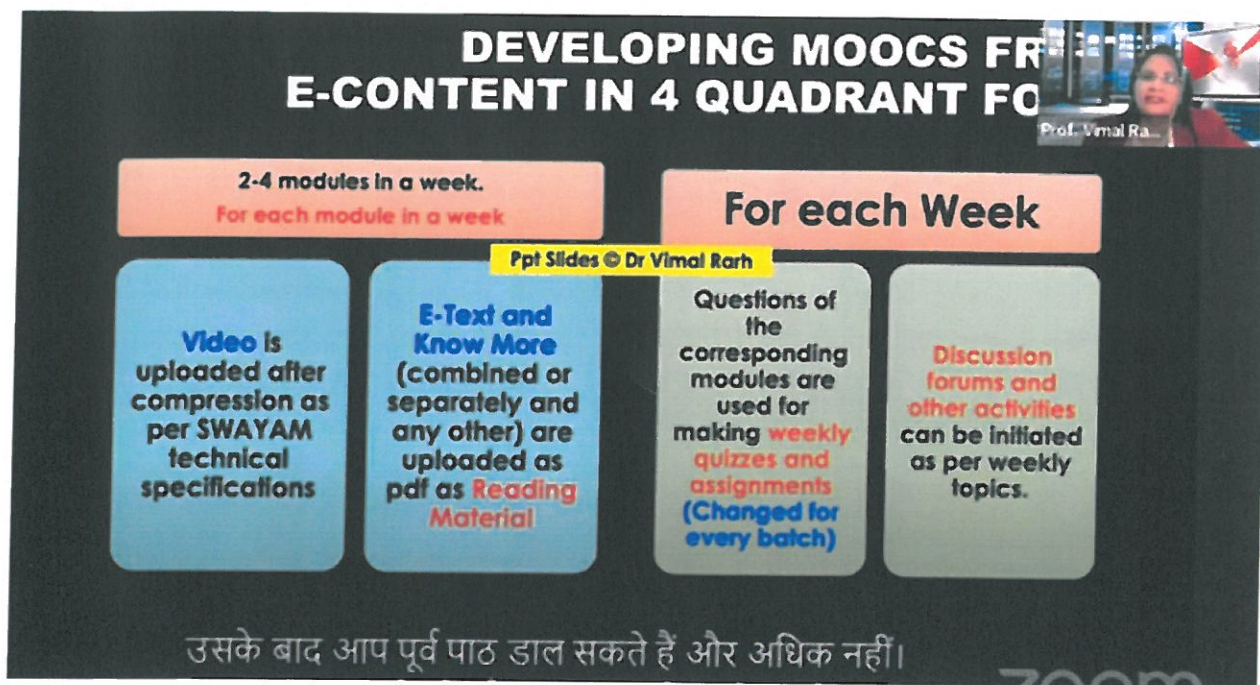 DEVELOPING MOOCS FR
E-CONTENT IN 4 QUADRANT FO
Prof. Vimal Ra...
2-4 modules in a week.
For each module in a week
For each Week
Ppt Slides © Dr Vimal Rarh
Video is
uploaded after
compression as
per SWAYAM
technical
specifications
E-Text and
Know More
(combined or
separately and
any other) are
uploaded as
pdf as Reading
Material
Questions of
the
corresponding
modules are
used for
making weekly
quizzes and
assignments
(Changed for
every batch)
Discussion
forums and
other activities
can be initiated
as per weekly
topics.
उसके बाद आप पूर्व पाठ डाल सकते हैं और अधिक नहीं।
zoom